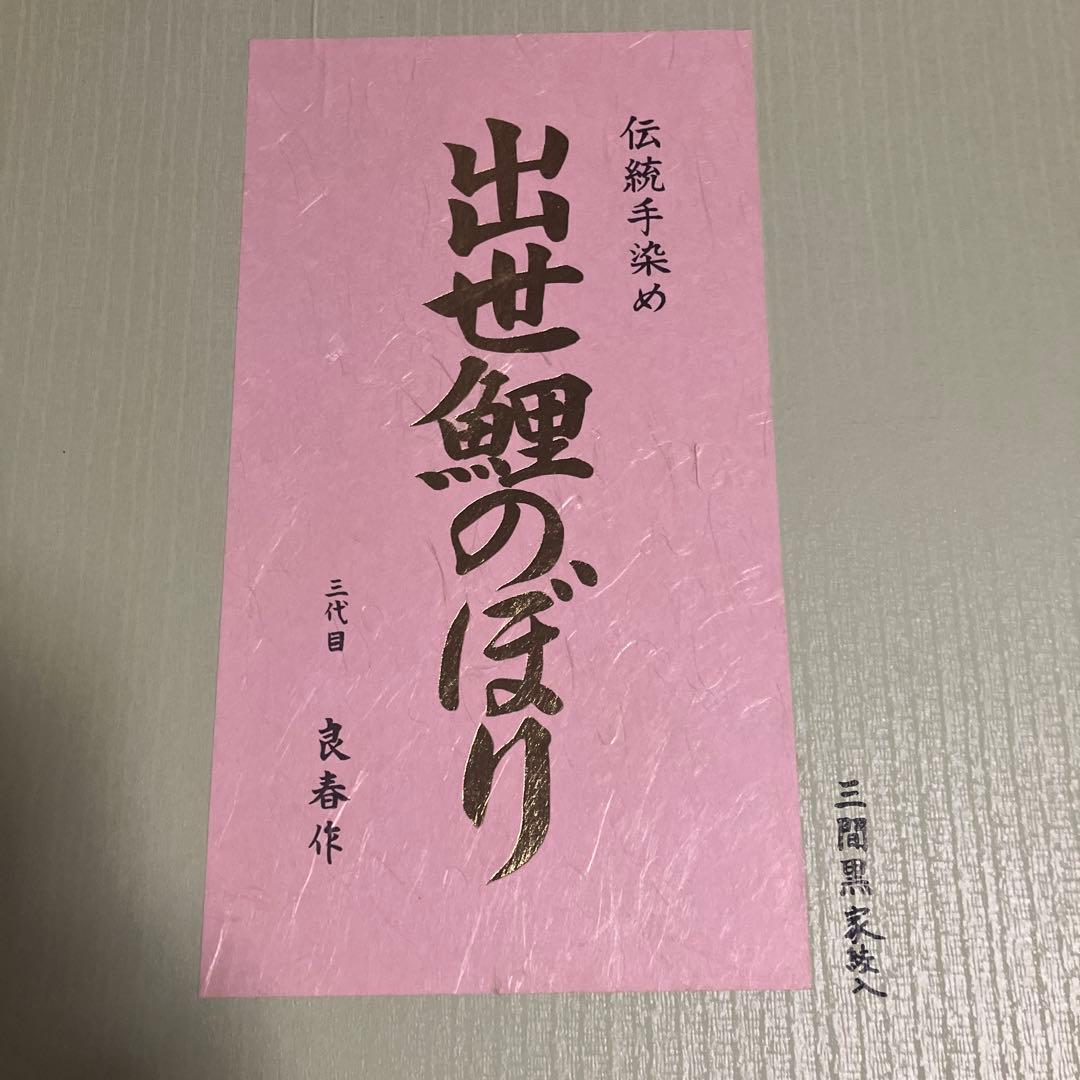 伝統手染め
出世鯉のぼり
三代目 良春作
三間黒家紋入